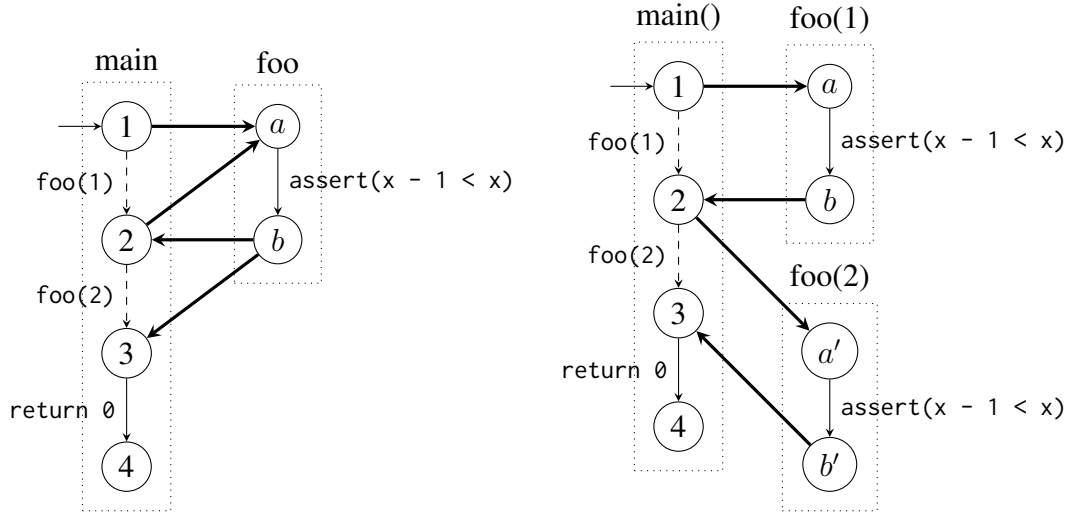 main
foo
1
a
foo(1)
assert(x - 1 < x)
2
b
foo(2)
3
return 0
4
main()
foo(1)
1
a
foo(1)
assert(x - 1 < x)
2
b
foo(2)
foo(2)
3
a′
return 0
assert(x - 1 < x)
4
b′